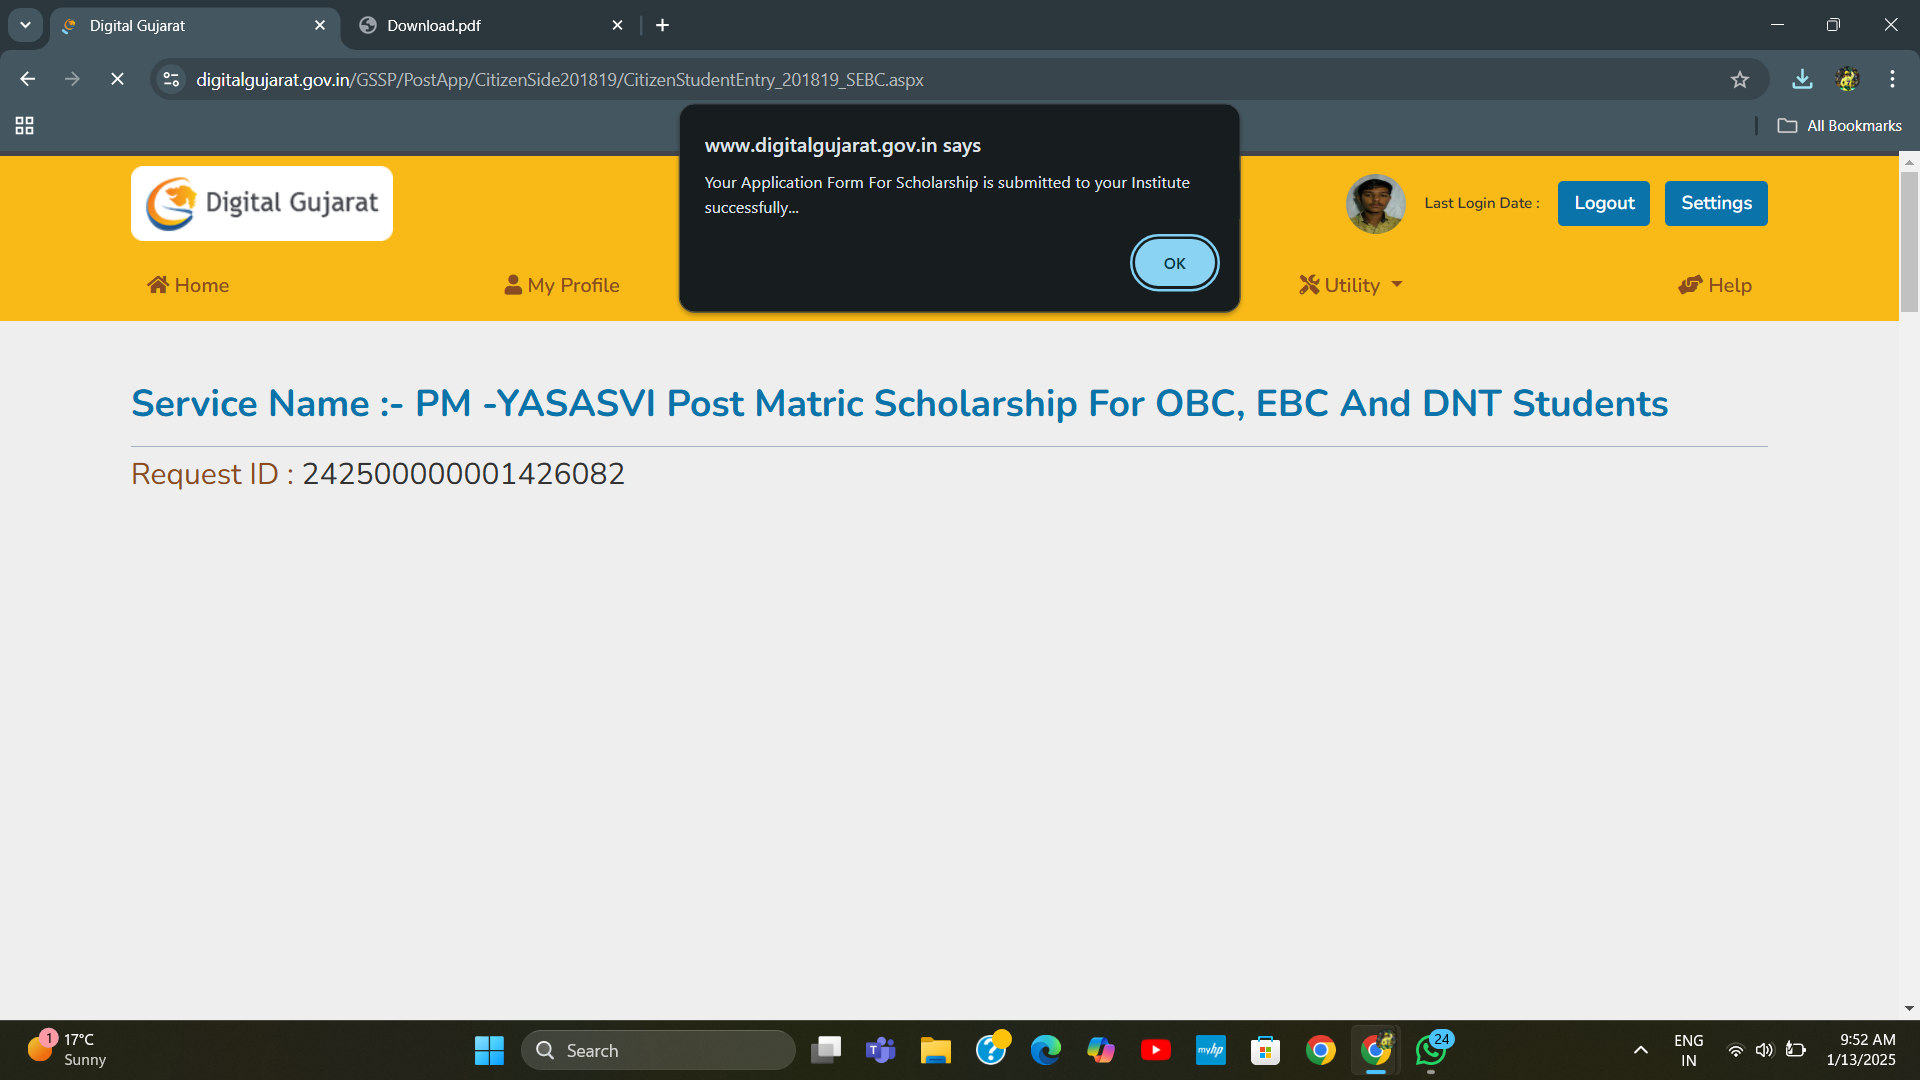 Digital Gujarat
Download.pdf
digitalgujarat.gov.in/GSSP/PostApp/CitizenSide201819/CitizenStudentEntry_201819_SEBC.aspx
All Bookmarks
www.digitalgujarat.gov.in says
Your Application Form For Scholarship is submitted to your Institute
successfully...
OK
Digital Gujarat
Last Login Date :
Logout
Settings
Home
My Profile
Utility
Help
Service Name :- PM -YASASVI Post Matric Scholarship For OBC, EBC And DNT Students
Request ID : 242500000001426082
1
17°C
Sunny
Search
myhp
24
ENG
IN
9:52 AM
1/13/2025